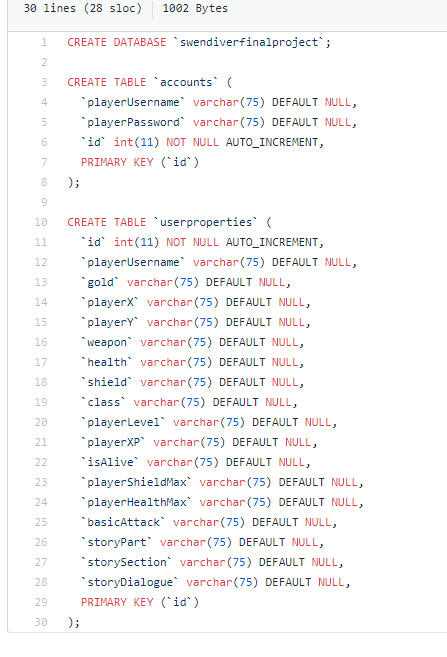 30 lines (28 sloc) 1002 Bytes
1 CREATE DATABASE `swendiverfinalproject`;
2
3 CREATE TABLE `accounts` (
4 `playerUsername` varchar(75) DEFAULT NULL,
5 `playerPassword` varchar(75) DEFAULT NULL,
6 `id` int(11) NOT NULL AUTO_INCREMENT,
7 PRIMARY KEY (`id`)
8 );
9
10 CREATE TABLE `userproperties` (
11 `id` int(11) NOT NULL AUTO_INCREMENT,
12 `playerUsername` varchar(75) DEFAULT NULL,
13 `gold` varchar(75) DEFAULT NULL,
14 `playerX` varchar(75) DEFAULT NULL,
15 `playerY` varchar(75) DEFAULT NULL,
16 `weapon` varchar(75) DEFAULT NULL,
17 `health` varchar(75) DEFAULT NULL,
18 `shield` varchar(75) DEFAULT NULL,
19 `class` varchar(75) DEFAULT NULL,
20 `playerLevel` varchar(75) DEFAULT NULL,
21 `playerXP` varchar(75) DEFAULT NULL,
22 `isAlive` varchar(75) DEFAULT NULL,
23 `playerShieldMax` varchar(75) DEFAULT NULL,
24 `playerHealthMax` varchar(75) DEFAULT NULL,
25 `basicAttack` varchar(75) DEFAULT NULL,
26 `storyPart` varchar(75) DEFAULT NULL,
27 `storySection` varchar(75) DEFAULT NULL,
28 `storyDialogue` varchar(75) DEFAULT NULL,
29 PRIMARY KEY (`id`)
30 );